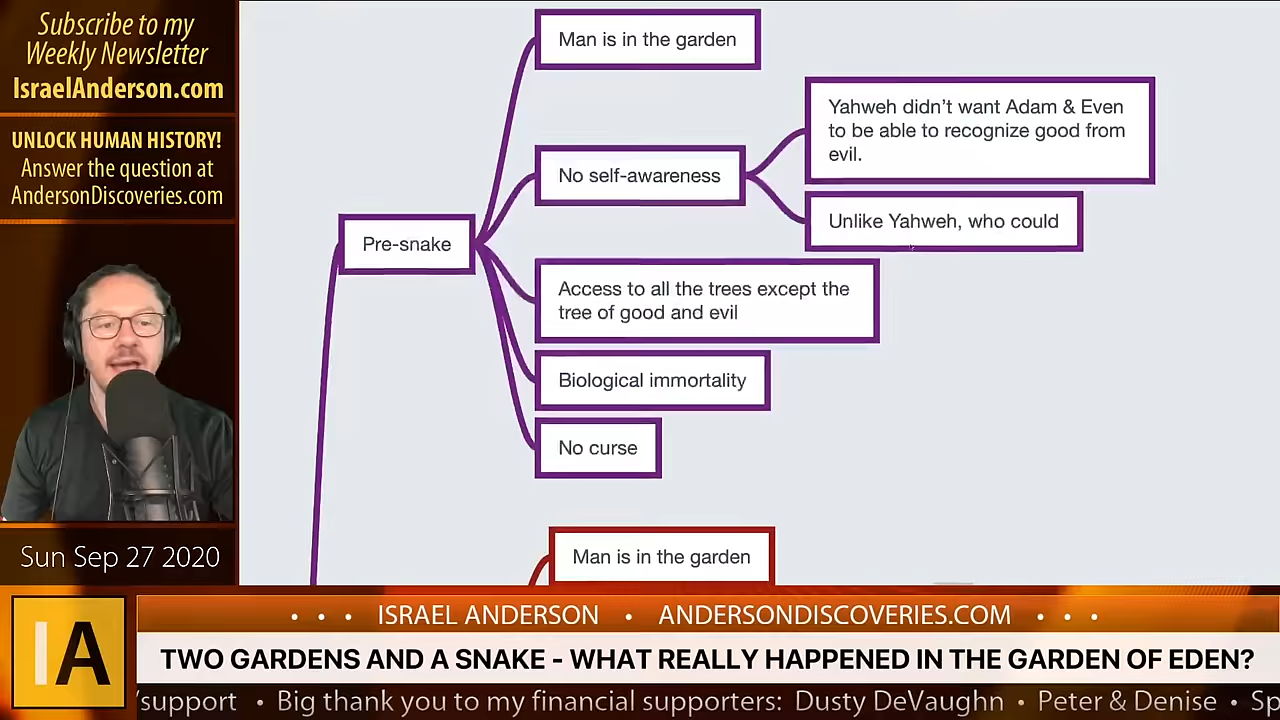 Subscribe to my
Weekly Newsletter
IsraelAnderson.com
UNLOCK HUMAN HISTORY!
Answer the question at
AndersonDiscoveries.com
Sun Sep 27 2020
Pre-snake
Man is in the garden
No self-awareness
Yahweh didn’t want Adam & Even
to be able to recognize good from
evil.
Unlike Yahweh, who could
Access to all the trees except the
tree of good and evil
Biological immortality
No curse
Man is in the garden
IA
• • • ISRAEL ANDERSON • ANDERSONDISCOVERIES.COM • • •
TWO GARDENS AND A SNAKE - WHAT REALLY HAPPENED IN THE GARDEN OF EDEN?
/support • Big thank you to my financial supporters: Dusty DeVaughn • Peter & Denise • Sp